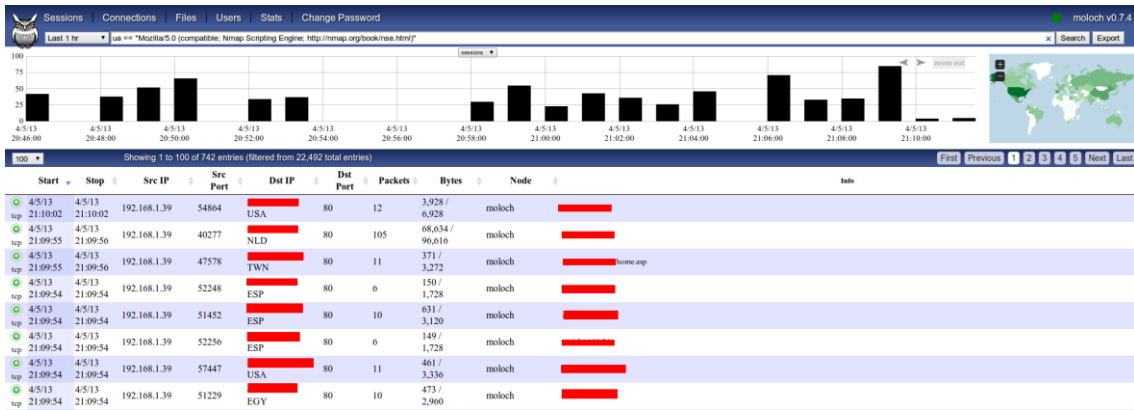 Sessions Connections Files Users Stats Change Password moloch v0.7.4
Last 1 hr ua == "Mozilla/5.0 (compatible; Nmap Scripting Engine; http://nmap.org/book/nse.html)" x Search Export
sessions
100
75
50
25
0
zoom out
+
-
4/5/13 4/5/13 4/5/13 4/5/13 4/5/13 4/5/13 4/5/13 4/5/13 4/5/13 4/5/13 4/5/13 4/5/13 4/5/13
20:46:00 20:48:00 20:50:00 20:52:00 20:54:00 20:56:00 20:58:00 21:00:00 21:02:00 21:04:00 21:06:00 21:08:00 21:10:00
100 Showing 1 to 100 of 742 entries (filtered from 22,492 total entries) First Previous 1 2 3 4 5 Next Last
Start Stop Src IP Src Port Dst IP Dst Port Packets Bytes Node Info
4/5/13 4/5/13 192.168.1.39 54864 80 12 3,928 / moloch
tcp 21:10:02 21:10:02 USA 6,928
4/5/13 4/5/13 192.168.1.39 40277 80 105 68,634 / moloch
tcp 21:09:55 21:09:56 NLD 96,616
4/5/13 4/5/13 192.168.1.39 47578 80 11 371 / moloch home.asp
tcp 21:09:55 21:09:56 TWN 3,272
4/5/13 4/5/13 192.168.1.39 52248 80 6 150 / moloch
tcp 21:09:54 21:09:54 ESP 1,728
4/5/13 4/5/13 192.168.1.39 51452 80 10 631 / moloch
tcp 21:09:54 21:09:54 ESP 3,120
4/5/13 4/5/13 192.168.1.39 52256 80 6 149 / moloch
tcp 21:09:54 21:09:54 ESP 1,728
4/5/13 4/5/13 192.168.1.39 57447 80 11 461 / moloch
tcp 21:09:54 21:09:54 USA 3,336
4/5/13 4/5/13 192.168.1.39 51229 80 10 473 / moloch
tcp 21:09:54 21:09:54 EGY 2,960